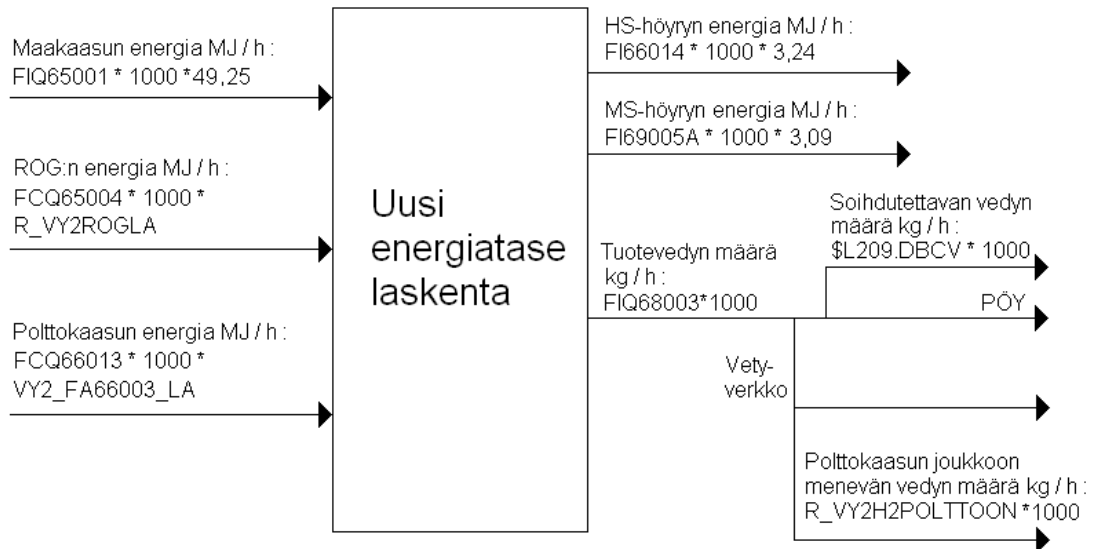 Maakaasun energia MJ / h :
FIQ65001 * 1000 *49,25
ROG:n energia MJ / h :
FCQ65004 * 1000 *
R_VY2ROGLA
Polttokaasun energia MJ / h :
FCQ66013 * 1000 *
VY2_FA66003_LA
Uusi
energiatase
laskenta
HS-höyryn energia MJ / h :
FI66014 * 1000 * 3,24
MS-höyryn energia MJ / h :
FI69005A * 1000 * 3,09
Tuotevedyn määrä
kg / h :
FIQ68003*1000
Soihdutettavan vedyn
määrä kg / h :
$L209.DBCV * 1000
PÖY
Vety-
verkko
Polttokaasun joukkoon
menevän vedyn määrä kg / h :
R_VY2H2POLTTOON *1000